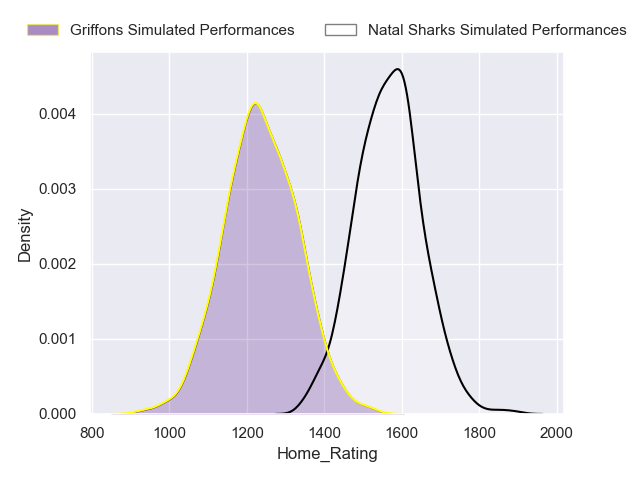 Griffons Simulated Performances
Natal Sharks Simulated Performances
0.004
0.003
0.002
0.001
0.000
Density
800 1000 1200 1400 1600 1800 2000
Home_Rating